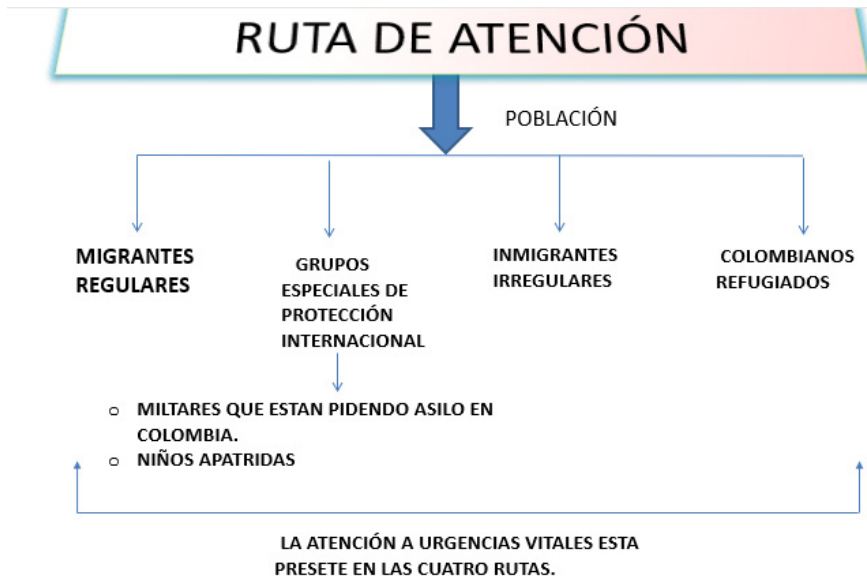 RUTA DE ATENCIÓN
POBLACIÓN
MIGRANTES
REGULARES
GRUPOS
ESPECIALES DE
PROTECCIÓN
INTERNACIONAL
INMIGRANTES
IRREGULARES
COLOMBIANOS
REFUGIADOS
o MILTARES QUE ESTAN PIDENDO ASILO EN
COLOMBIA.
o NIÑOS APATRIDAS
LA ATENCIÓN A URGENCIAS VITALES ESTA
PRESETE EN LAS CUATRO RUTAS.